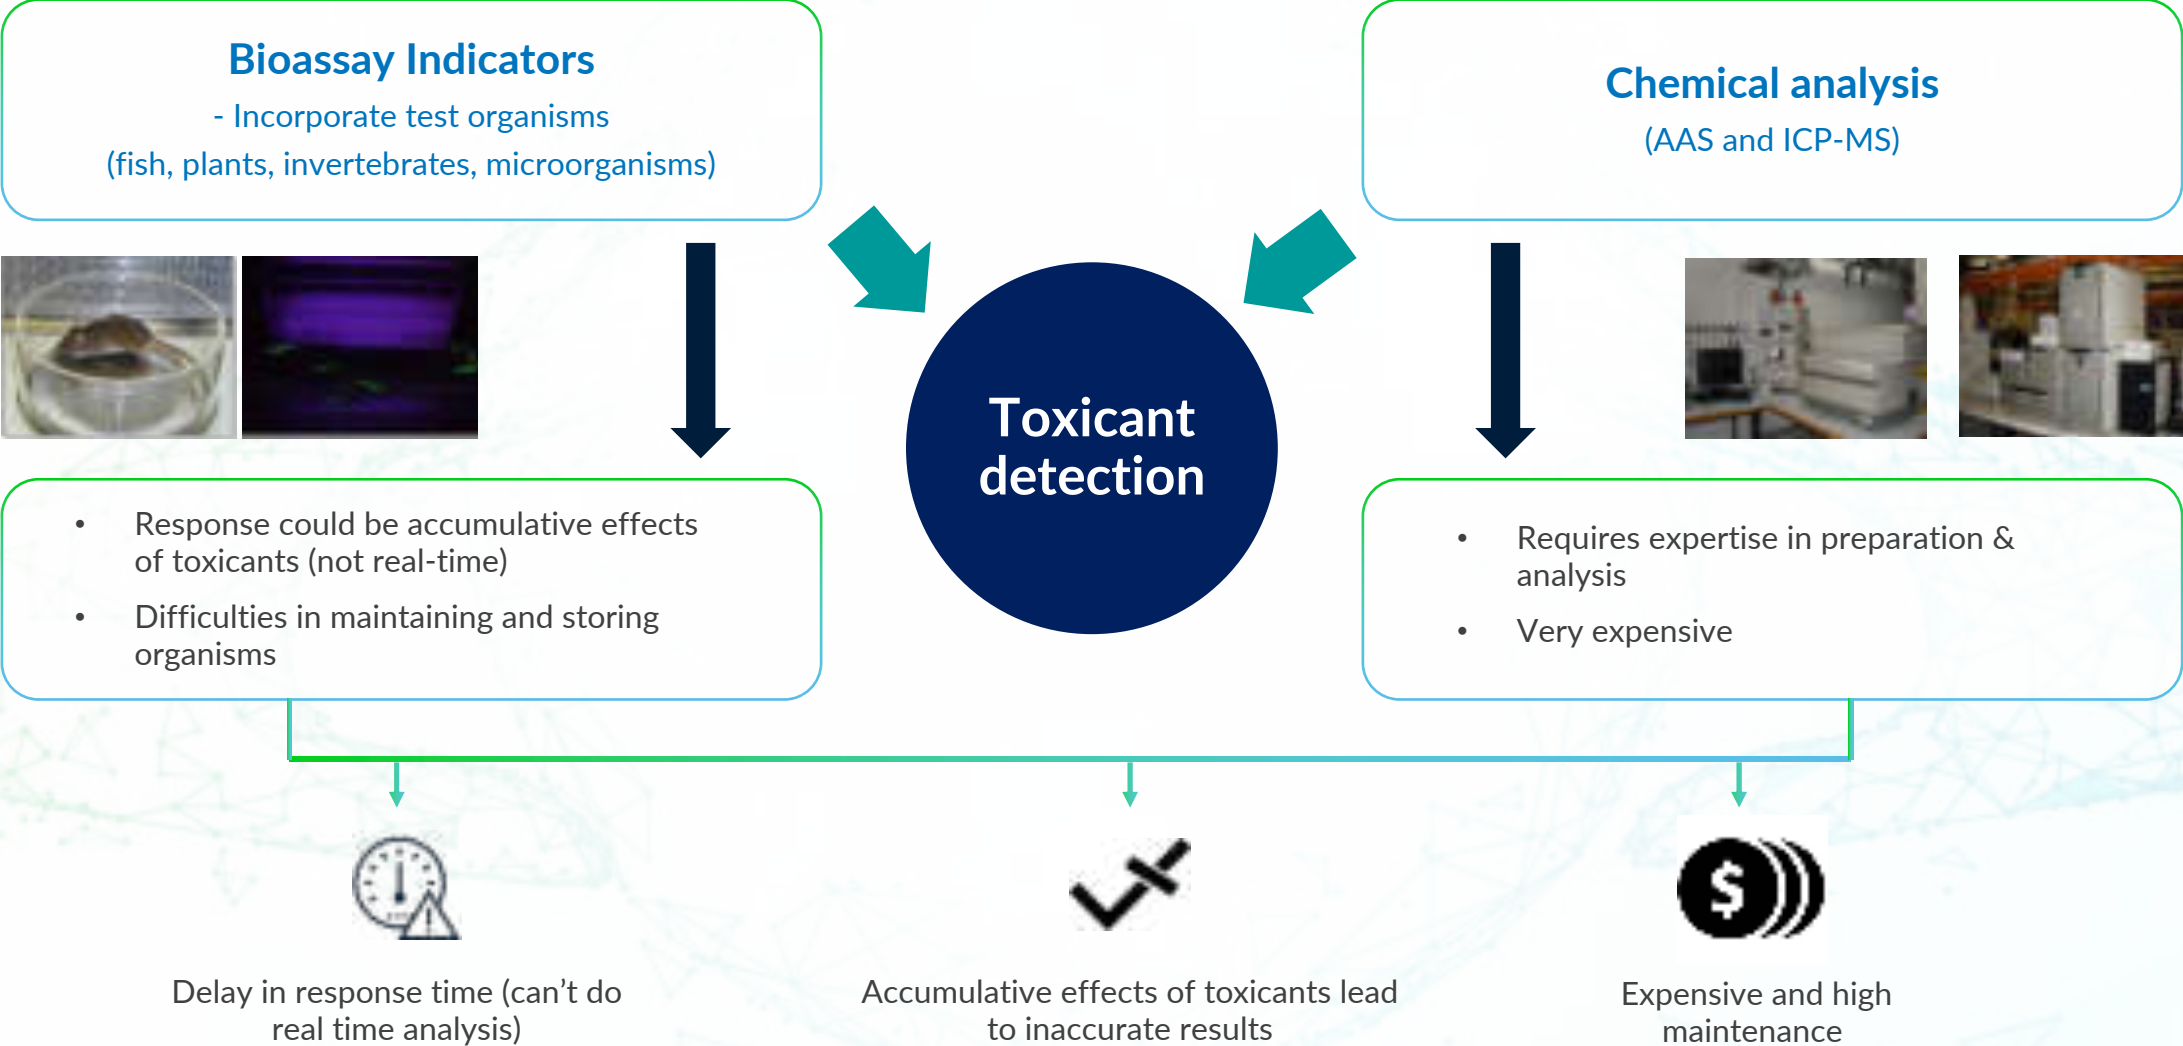 Bioassay Indicators
- Incorporate test organisms
(fish, plants, invertebrates, microorganisms)
Chemical analysis
(AAS and ICP-MS)
Toxicant
detection
• Response could be accumulative effects
of toxicants (not real-time)
• Difficulties in maintaining and storing
organisms
• Requires expertise in preparation &
analysis
• Very expensive
Delay in response time (can’t do
real time analysis)
Accumulative effects of toxicants lead
to inaccurate results
$
Expensive and high
maintenance